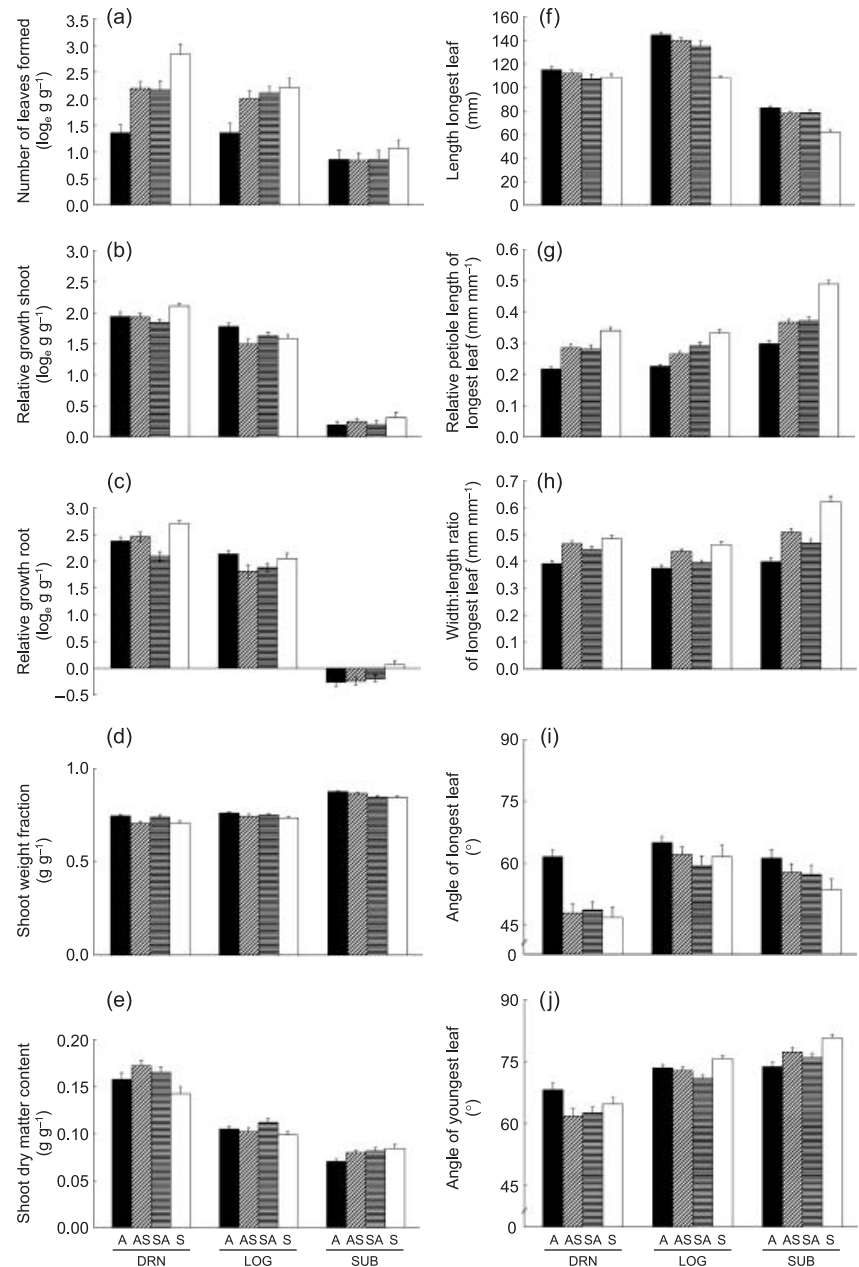 (a)
Number of leaves formed
(logₑ g g⁻¹)
3.5
3.0
2.5
2.0
1.5
1.0
0.5
0.0
(b)
Relative growth shoot
(logₑ g g⁻¹)
3.0
2.5
2.0
1.5
1.0
0.5
0.0
(c)
Relative growth root
(logₑ g g⁻¹)
3.0
2.5
2.0
1.5
1.0
0.5
0.0
−0.5
(d)
Shoot weight fraction
(g g⁻¹)
1.0
0.5
0.0
(e)
Shoot dry matter content
(g g⁻¹)
0.20
0.15
0.10
0.05
0.00
A AS SA S A AS SA S A AS SA S
DRN LOG SUB
(f)
Length longest leaf
(mm)
160
140
120
100
80
60
40
20
0
(g)
Relative petiole length of
longest leaf (mm mm⁻¹)
0.6
0.5
0.4
0.3
0.2
0.1
0.0
(h)
Width:length ratio
of longest leaf (mm mm⁻¹)
0.7
0.6
0.5
0.4
0.3
0.2
0.1
0.0
(i)
Angle of longest leaf
(°)
90
75
60
45
0
(j)
Angle of youngest leaf
(°)
90
75
60
45
0
A AS SA S A AS SA S A AS SA S
DRN LOG SUB